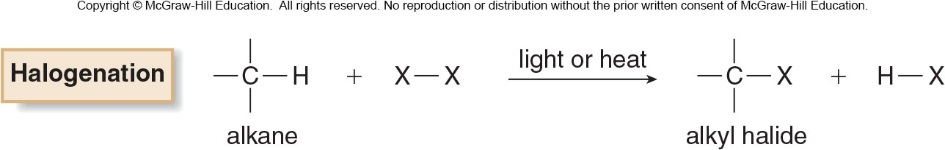 Copyright © McGraw-Hill Education. All rights reserved. No reproduction or distribution without the prior written consent of McGraw-Hill Education.
light or heat
Halogenation —C—H + X—X —C—X + H—X
alkane alkyl halide